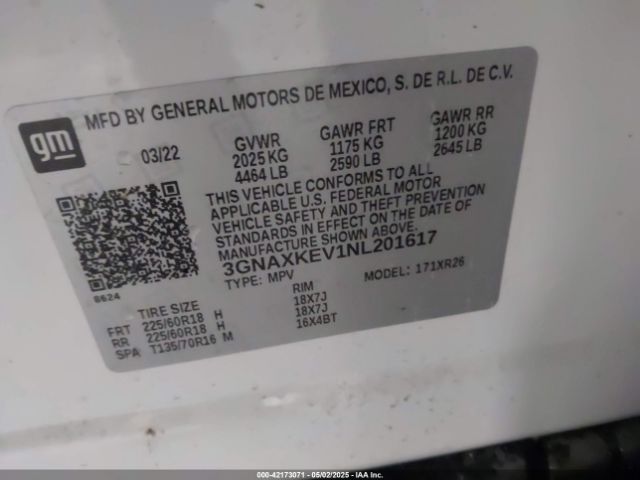 gm
MFD BY GENERAL MOTORS DE MEXICO, S. DE R.L. DE C.V.
03/22 GVWR GAWR FRT GAWR RR
2025 KG 1175 KG 1200 KG
4464 LB 2590 LB 2645 LB
THIS VEHICLE CONFORMS TO ALL
APPLICABLE U.S. FEDERAL MOTOR
VEHICLE SAFETY AND THEFT PREVENTION
STANDARDS IN EFFECT ON THE DATE OF
MANUFACTURE SHOWN ABOVE.
3GNAXKEV1NL201617
TYPE: MPV MODEL: 171XR26
8624
TIRE SIZE RIM
FRT 225/60R18 H 18X7J
RR 225/60R18 H 18X7J
SPA T135/70R16 M 16X4BT
000-42173071 - 05/02/2025 - IAAHOLDINGS, LLC